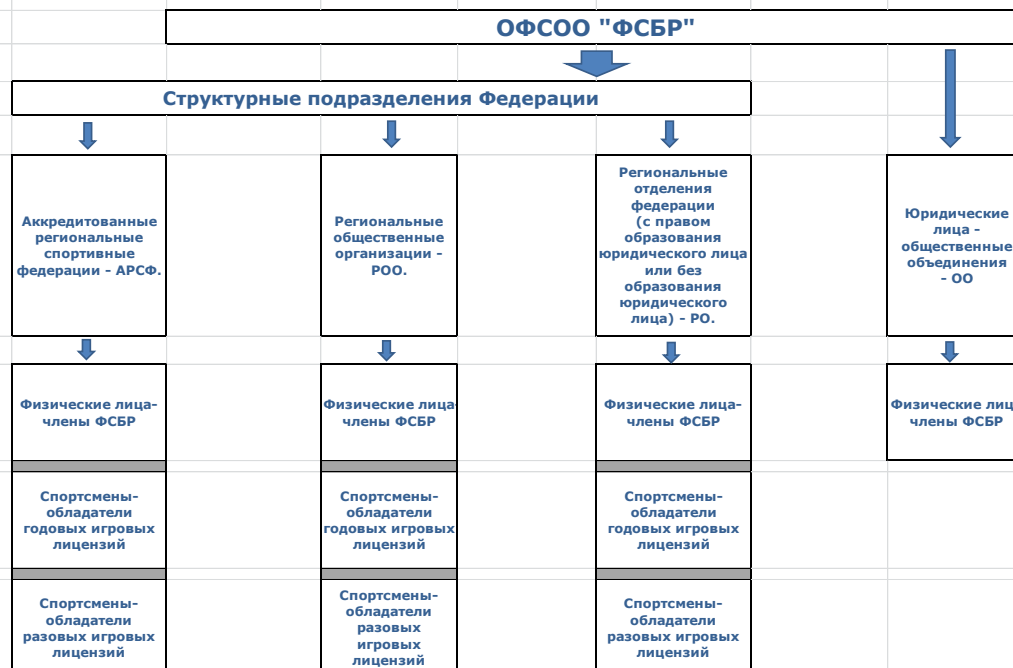 ОФСОО "ФСБР"
Структурные подразделения Федерации
Аккредитованные
региональные
спортивные
федерации – АРСФ.
Региональные
общественные
организации –
РОО.
Региональные
отделения
федерации
(с правом
образования
юридического лица
или без
образования
юридического
лица) – РО.
Юридические
лица –
общественные
объединения
– ОО
Физические лица–
члены ФСБР
Физические лица-
члены ФСБР
Физические лица–
члены ФСБР
Физические лиц
члены ФСБР
Спортсмены–
обладатели
годовых игровых
лицензий
Спортсмены–
обладатели
годовых игровых
лицензий
Спортсмены–
обладатели
годовых игровых
лицензий
Спортсмены–
обладатели
разовых игровых
лицензий
Спортсмены–
обладатели
разовых
игровых
лицензий
Спортсмены–
обладатели
разовых игровых
лицензий